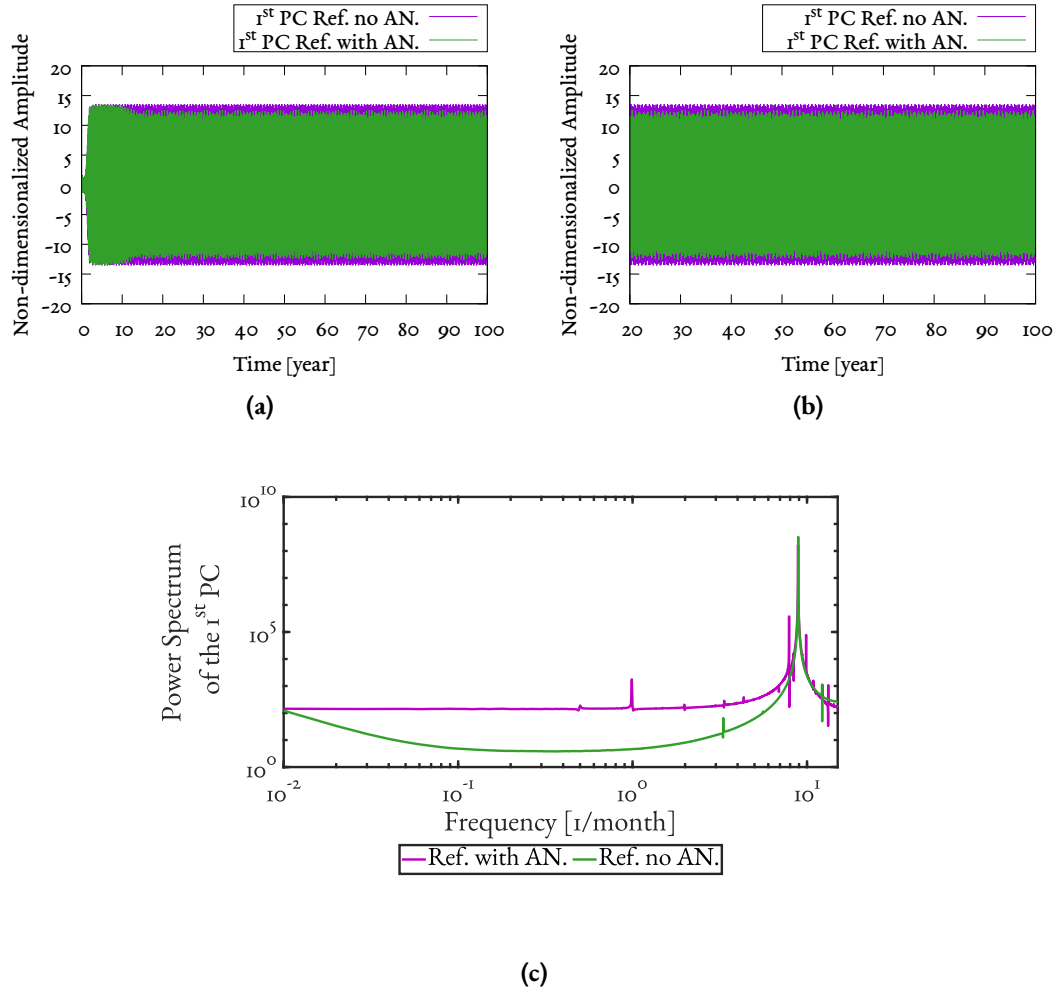 1st PC Ref. no AN.
1st PC Ref. with AN.
20
15
10
5
0
-5
-10
-15
-20
Non-dimensionalized Amplitude
0 10 20 30 40 50 60 70 80 90 100
Time [year]
(a)
1st PC Ref. no AN.
1st PC Ref. with AN.
20
15
10
5
0
-5
-10
-15
-20
Non-dimensionalized Amplitude
20 30 40 50 60 70 80 90 100
Time [year]
(b)
10^10
10^5
10^0
Power Spectrum
of the 1st PC
10^-2 10^-1 10^0 10^1
Frequency [1/month]
Ref. with AN. Ref. no AN.
(c)